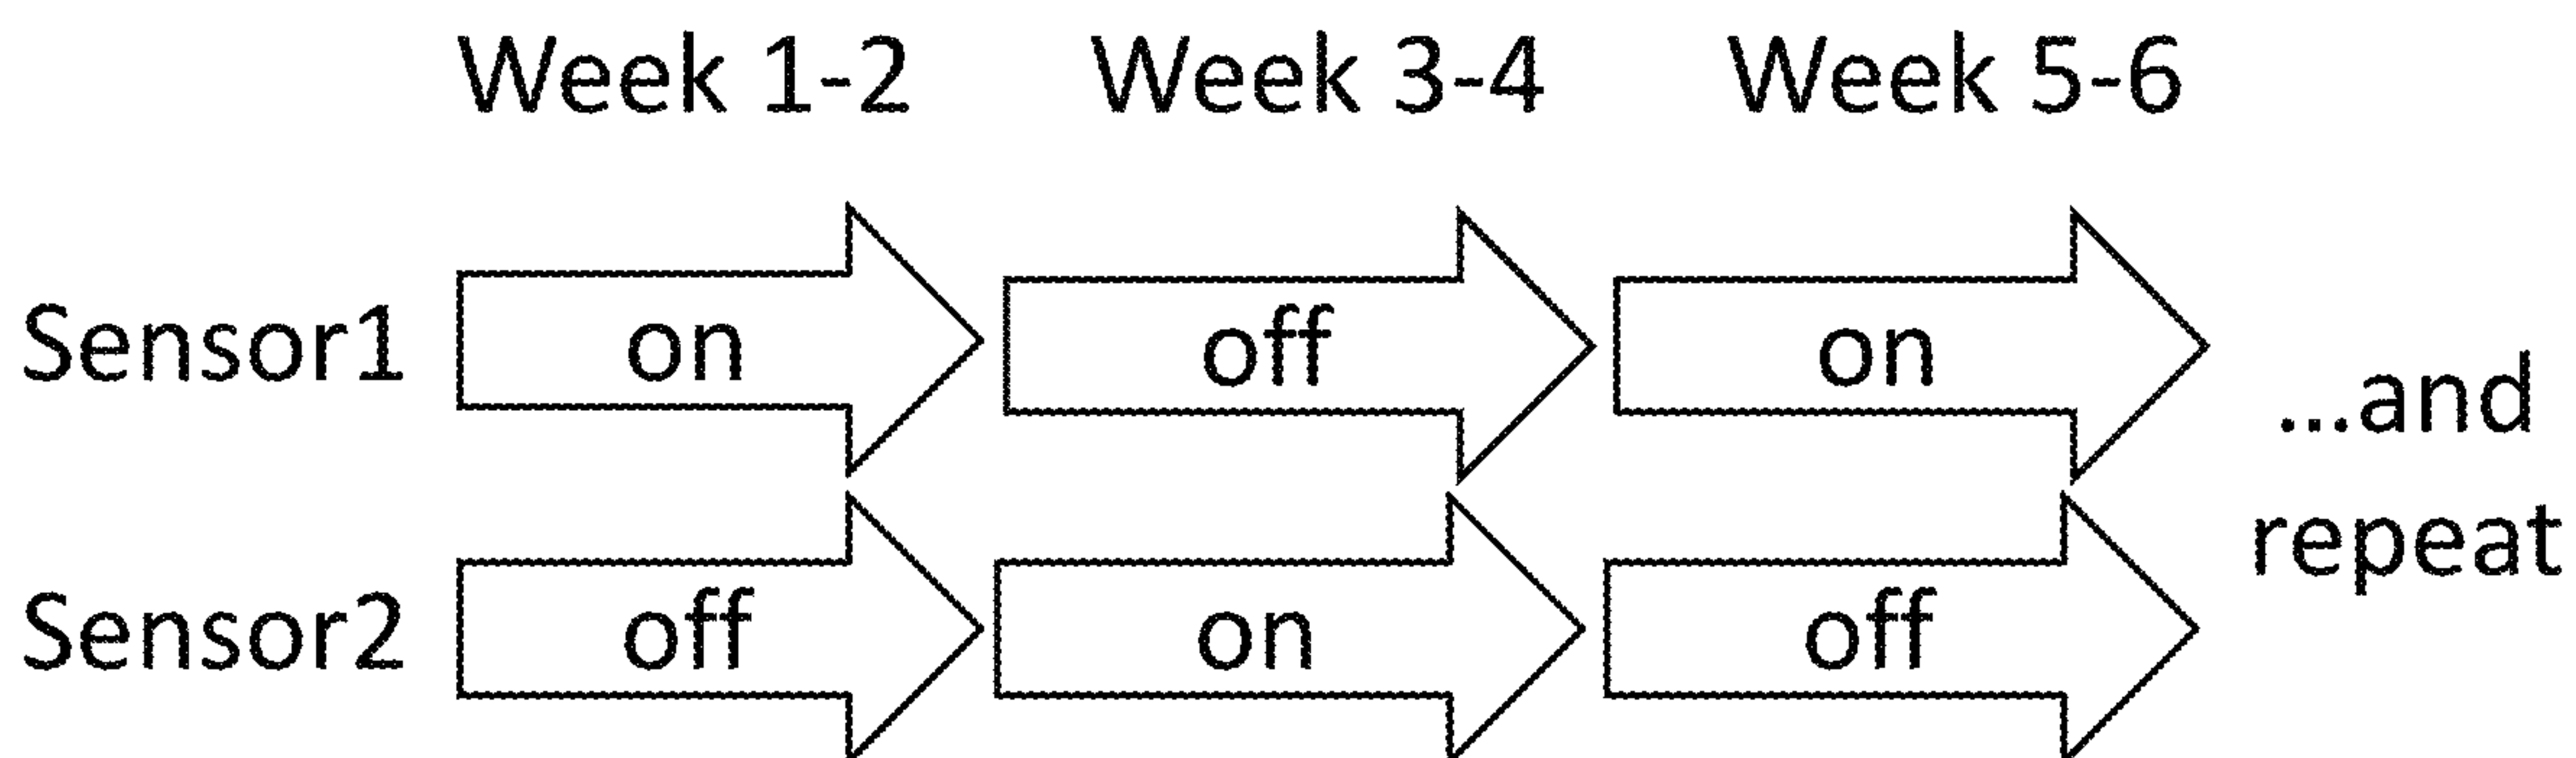 Week 1-2 Week 3-4 Week 5-6
Sensor1 on off on
...and
repeat
Sensor2 off on off